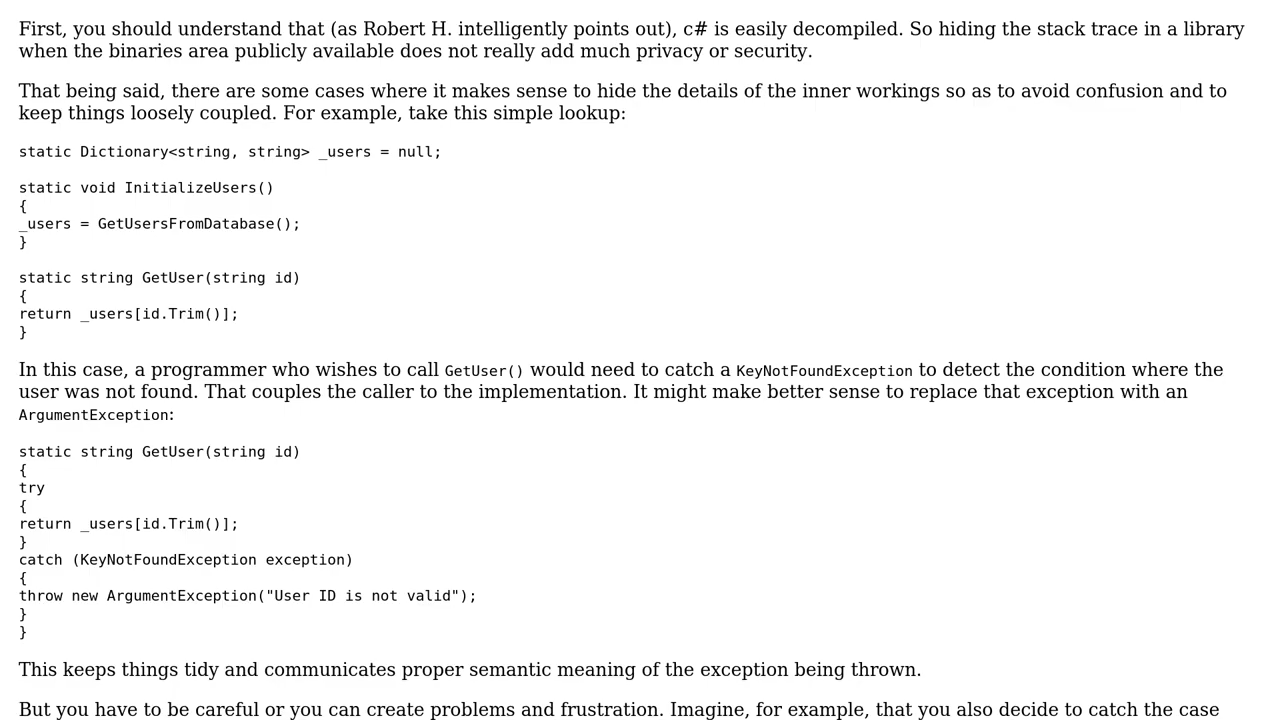 First, you should understand that (as Robert H. intelligently points out), c# is easily decompiled. So hiding the stack trace in a library
when the binaries area publicly available does not really add much privacy or security.
That being said, there are some cases where it makes sense to hide the details of the inner workings so as to avoid confusion and to
keep things loosely coupled. For example, take this simple lookup:
static Dictionary<string, string> _users = null;
static void InitializeUsers()
{
_users = GetUsersFromDatabase();
}
static string GetUser(string id)
{
return _users[id.Trim()];
}
In this case, a programmer who wishes to call GetUser() would need to catch a KeyNotFoundException to detect the condition where the
user was not found. That couples the caller to the implementation. It might make better sense to replace that exception with an
ArgumentException:
static string GetUser(string id)
{
try
{
return _users[id.Trim()];
}
catch (KeyNotFoundException exception)
{
throw new ArgumentException("User ID is not valid");
}
}
This keeps things tidy and communicates proper semantic meaning of the exception being thrown.
But you have to be careful or you can create problems and frustration. Imagine, for example, that you also decide to catch the case